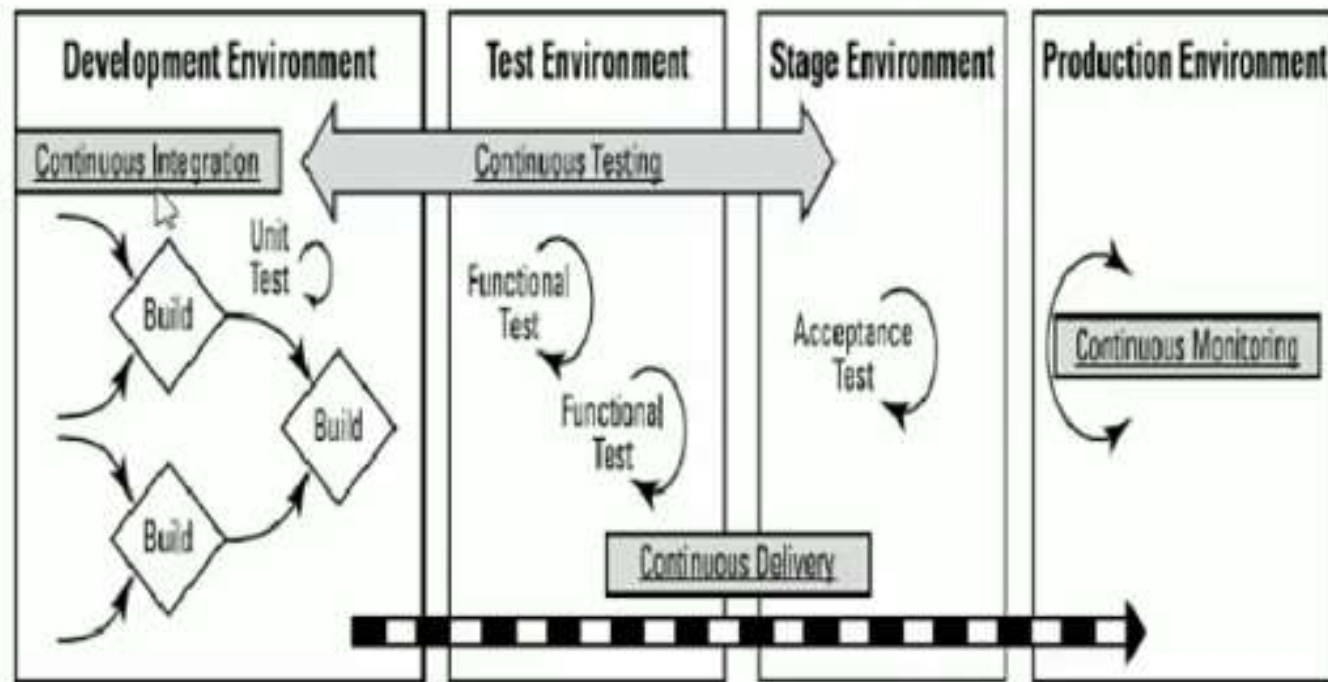 Development Environment
Test Environment
Stage Environment
Production Environment
Continuous Integration
Continuous Testing
Unit
Test
Build
Build
Build
Functional
Test
Functional
Test
Acceptance
Test
Continuous Monitoring
Continuous Delivery